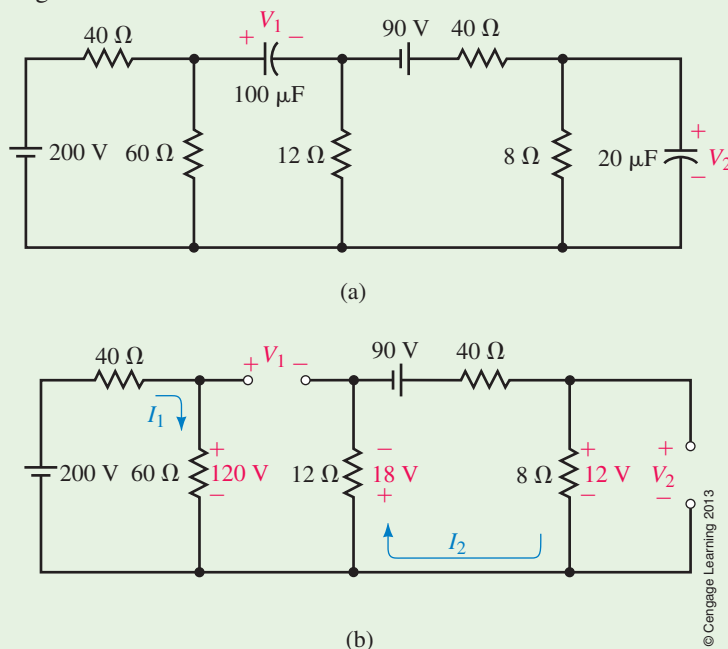 V1
+ −
90 V 40 Ω
40 Ω
100 μF
200 V 60 Ω 12 Ω 8 Ω 20 μF + V2 −
(a)
40 Ω + V1 − 90 V 40 Ω
I1
200 V 60 Ω + 120 V − 12 Ω − 18 V + 8 Ω + 12 V − + V2 −
I2
(b)
© Cengage Learning 2013